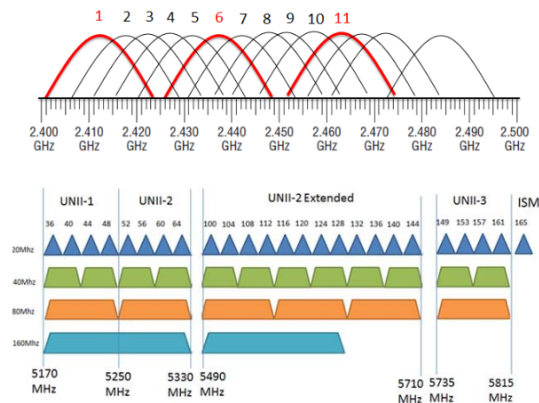 1 2 3 4 5 6 7 8 9 10 11
2.400 2.410 2.420 2.430 2.440 2.450 2.460 2.470 2.480 2.490 2.500
GHz GHz GHz GHz GHz GHz GHz GHz GHz GHz GHz
UNII-1 UNII-2 UNII-2 Extended UNII-3 ISM
36 40 44 48 52 56 60 64 100 104 108 112 116 120 124 128 132 136 140 144 149 153 157 161 165
20Mhz
40Mhz
80Mhz
160Mhz
5170 5250 5330 5490 5710 5735 5815
MHz MHz MHz MHz MHz MHz MHz